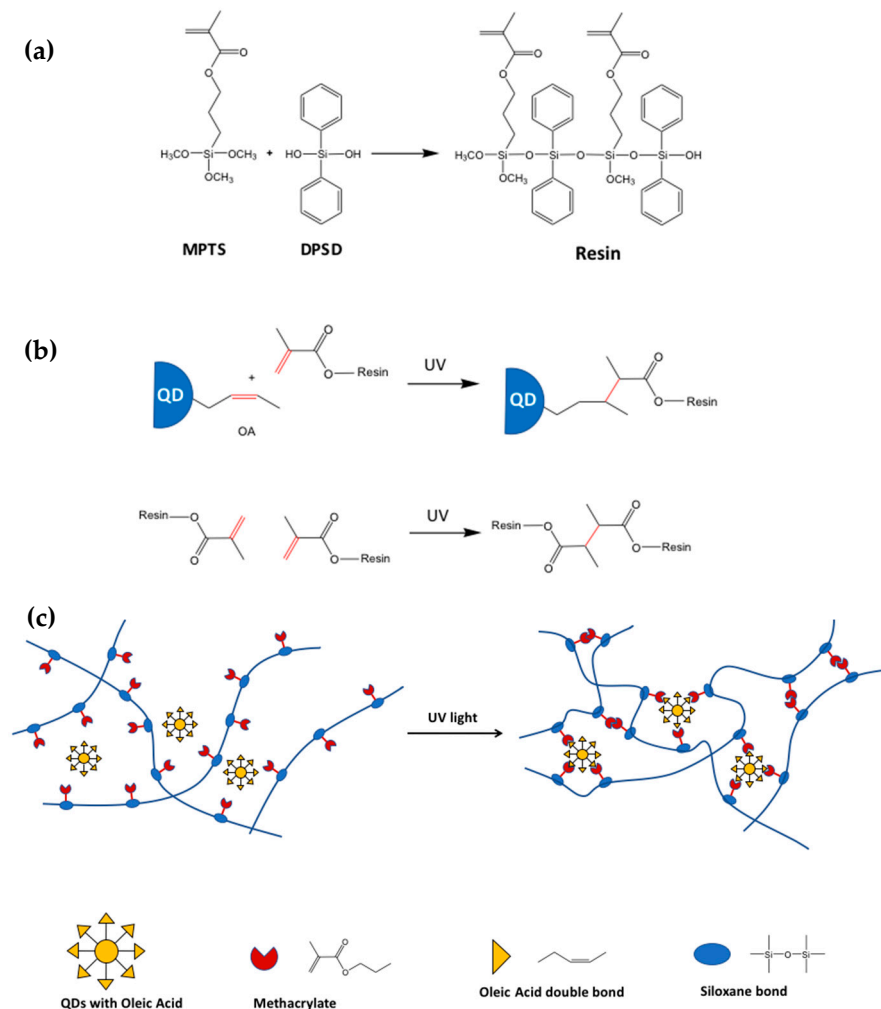 (a)
O
O
Si
H₃CO
OCH₃
OCH₃
+
HO
Si
OH
O
O
O
O
H₃CO
Si
O
Si
O
Si
O
Si
OH
OCH₃
OCH₃
MPTS
DPSD
Resin
(b)
QD
+
OA
O
O
Resin
UV
QD
O
O
Resin
Resin
O
O
O
O
Resin
UV
Resin
O
O
O
O
Resin
(c)
UV light
QDs with Oleic Acid
O
O
Methacrylate
Oleic Acid double bond
Si
O
Si
Siloxane bond